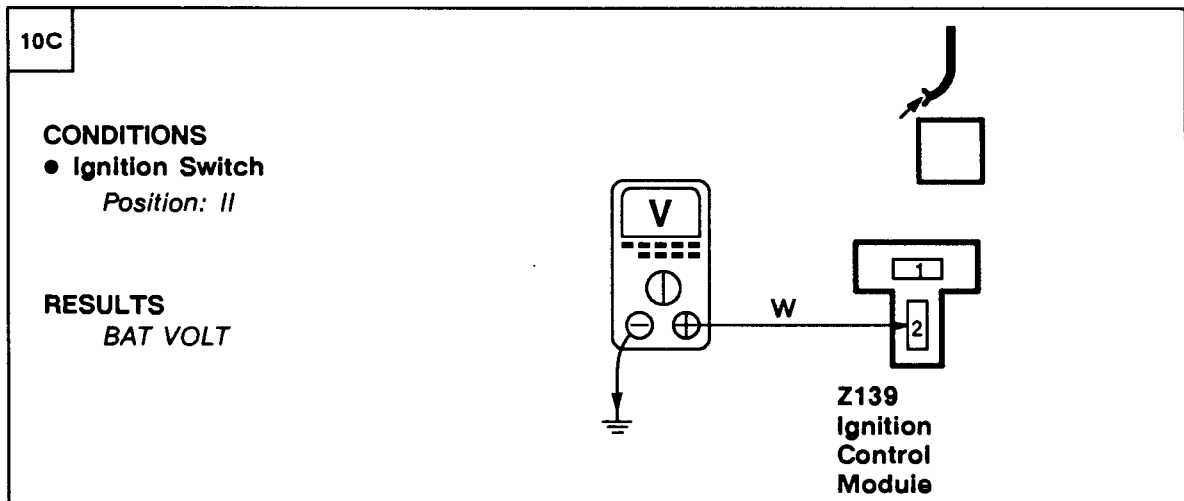 10C
CONDITIONS
● Ignition Switch
Position: II
RESULTS
BAT VOLT
V
W
1
2
Z139
Ignition
Control
Module